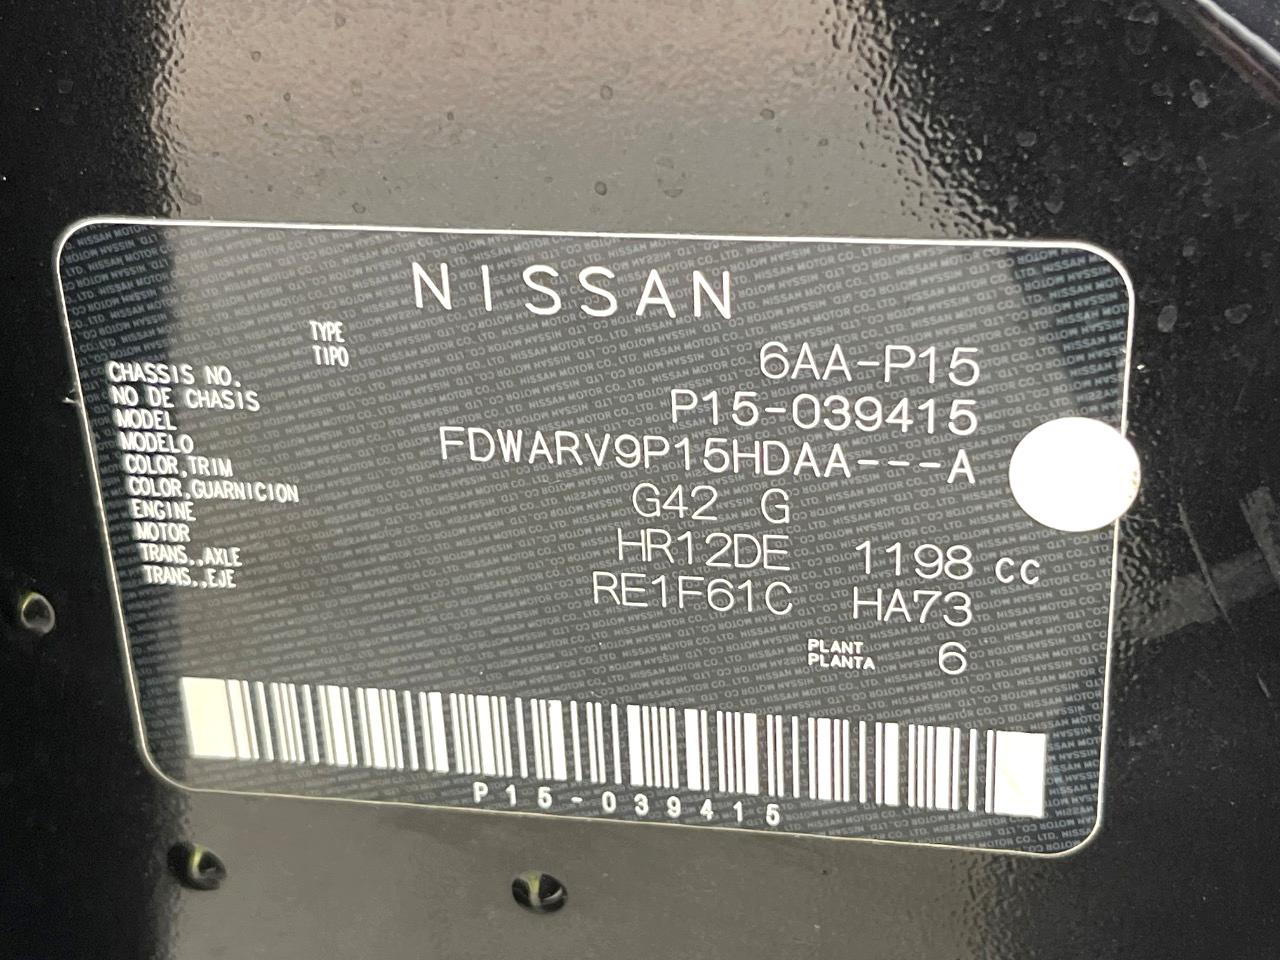 NISSAN
TYPE
TIPO
6AA-P15
CHASSIS NO.
NO DE CHASIS
P15-039415
MODEL
MODELO
FDWARV9P15HDAA---A
COLOR,TRIM
COLOR,GUARNICION
G42 G
ENGINE
MOTOR
HR12DE 1198 cc
TRANS.,AXLE
TRANS.,EJE
RE1F61C HA73
PLANT
PLANTA
6
P15-039415